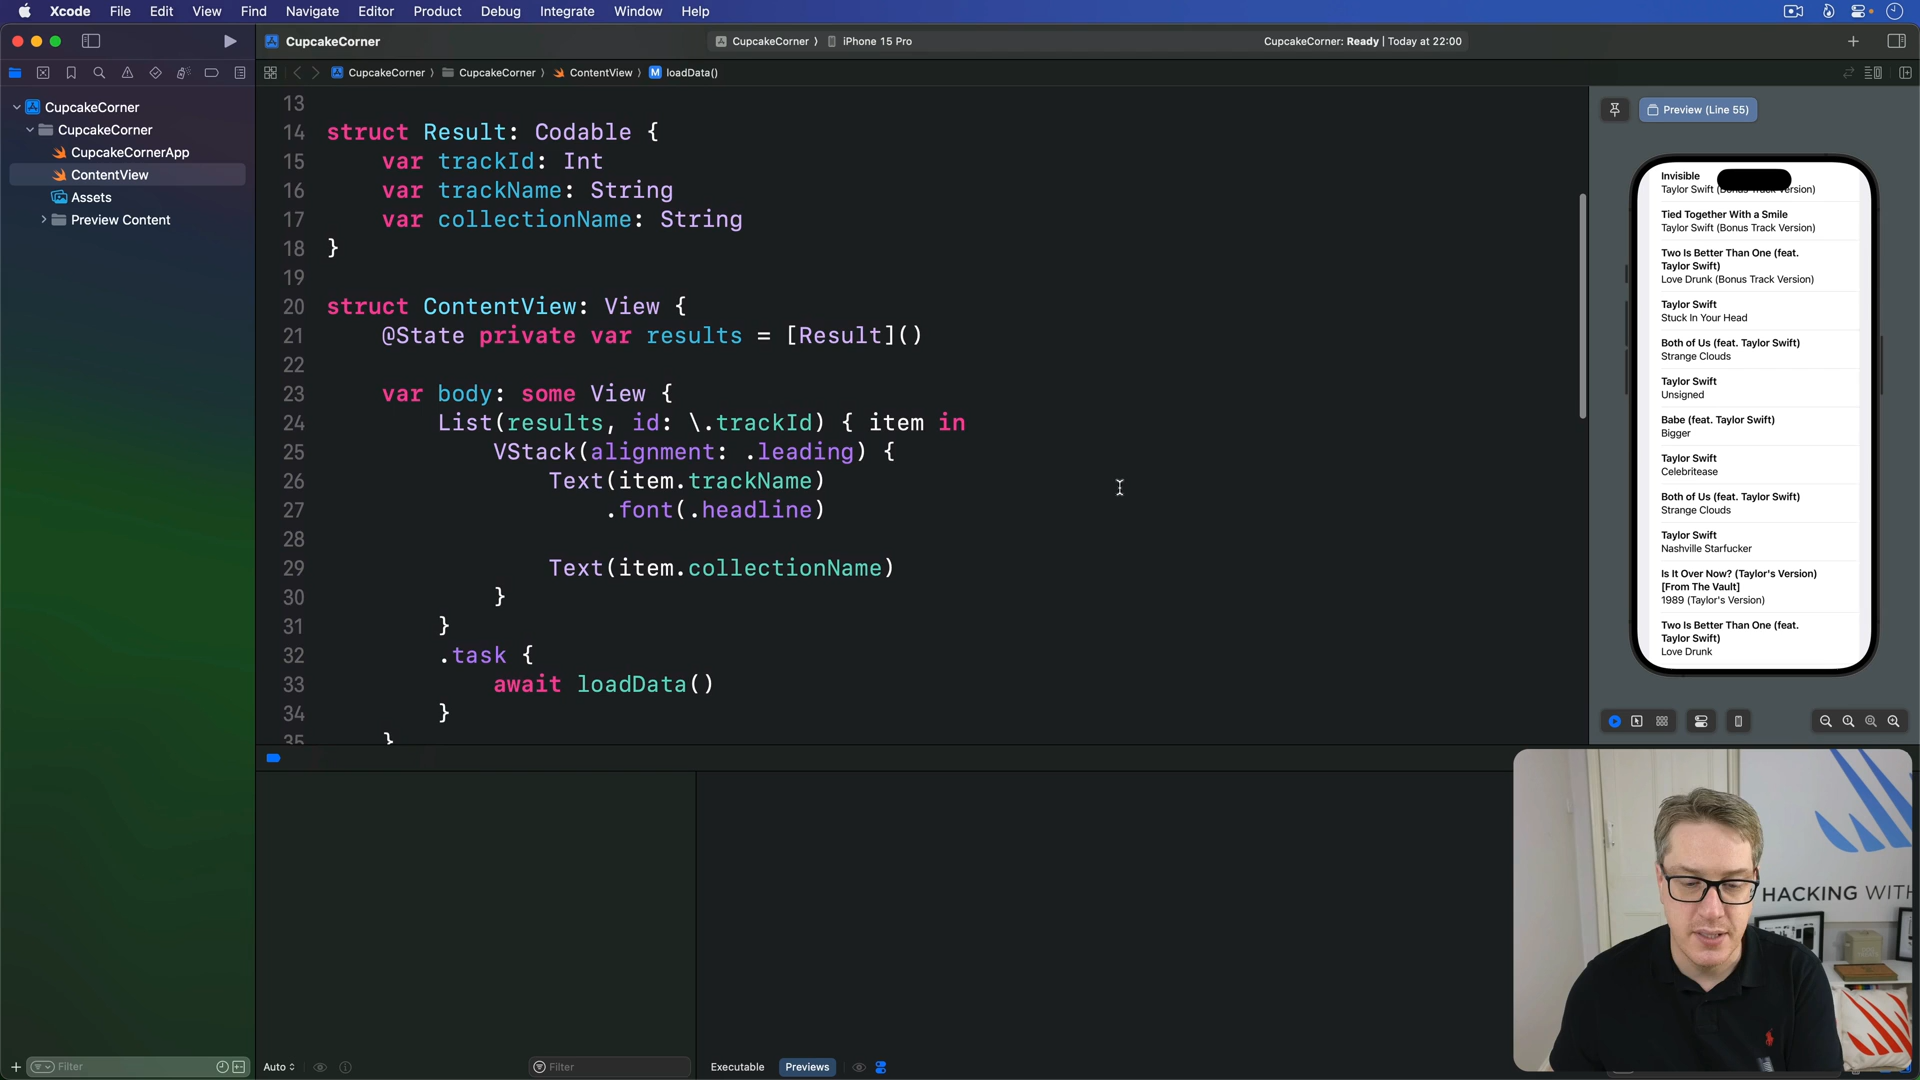 Xcode File Edit View Find Navigate Editor Product Debug Integrate Window Help
CupcakeCorner
CupcakeCorner 〉 iPhone 15 Pro
CupcakeCorner: Ready | Today at 22:00
CupcakeCorner 〉 CupcakeCorner 〉 ContentView 〉 M loadData()
CupcakeCorner
CupcakeCorner
CupcakeCornerApp
ContentView
Assets
Preview Content
13
14 struct Result: Codable {
15 var trackId: Int
16 var trackName: String
17 var collectionName: String
18 }
19
20 struct ContentView: View {
21 @State private var results = [Result]()
22
23 var body: some View {
24 List(results, id: \.trackId) { item in
25 VStack(alignment: .leading) {
26 Text(item.trackName)
27 .font(.headline)
28
29 Text(item.collectionName)
30 }
31 }
32 .task {
33 await loadData()
34 }
35 }
Preview (Line 55)
Invisible
Taylor Swift (Bonus Track Version)
Tied Together With a Smile
Taylor Swift (Bonus Track Version)
Two Is Better Than One (feat.
Taylor Swift)
Love Drunk (Bonus Track Version)
Taylor Swift
Stuck In Your Head
Both of Us (feat. Taylor Swift)
Strange Clouds
Taylor Swift
Unsigned
Babe (feat. Taylor Swift)
Bigger
Taylor Swift
Celebritease
Both of Us (feat. Taylor Swift)
Strange Clouds
Taylor Swift
Nashville Starfucker
Is It Over Now? (Taylor's Version)
[From The Vault]
1989 (Taylor's Version)
Two Is Better Than One (feat.
Taylor Swift)
Love Drunk
HACKING WITH
Filter
Auto
Filter
Executable
Previews